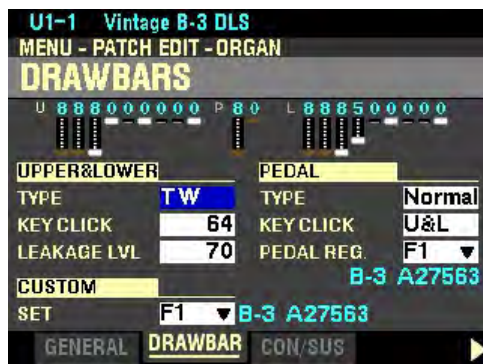 U1-1 Vintage B-3 DLS
MENU - PATCH EDIT - ORGAN
DRAWBARS
U 888000000 P 80 L 888500000
UPPER&LOWER PEDAL
TYPE TW TYPE Normal
KEY CLICK 64 KEY CLICK U&L
LEAKAGE LVL 70 PEDAL REG. F1 ▼
B-3 A27563
CUSTOM
SET F1 ▼ B-3 A27563
GENERAL DRAWBAR CON/SUS